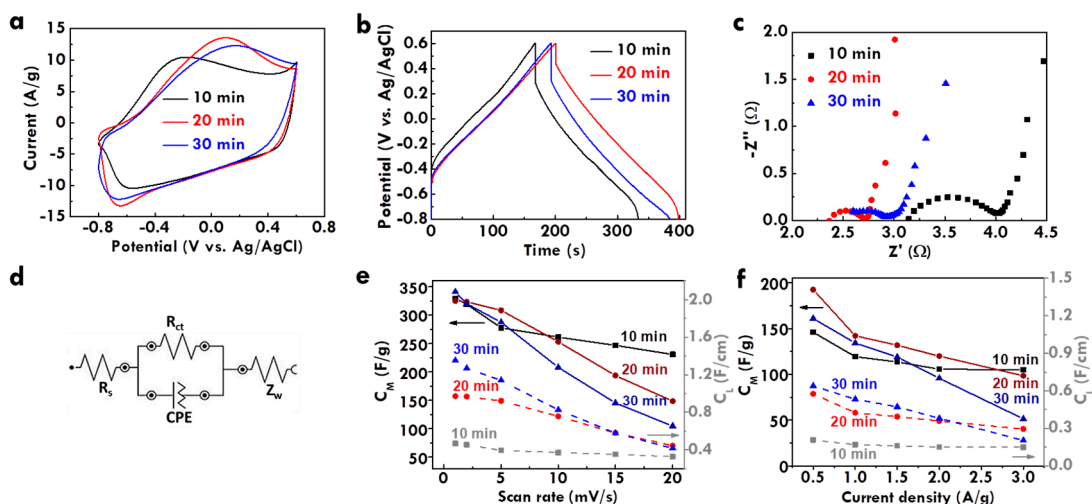 a
15
10
5
0
-5
-10
-15
Current (A/g)
10 min
20 min
30 min
-0.8
-0.4
0.0
0.4
0.8
Potential (V vs. Ag/AgCl)
b
0.6
0.4
0.2
0.0
-0.2
-0.4
-0.6
-0.8
Potential (V vs. Ag/AgCl)
10 min
20 min
30 min
0
100
200
300
400
Time (s)
c
2.0
1.5
1.0
0.5
0.0
-Z" (Ω)
10 min
20 min
30 min
2.0
2.5
3.0
3.5
4.0
4.5
Z' (Ω)
d
Rs
Rct
CPE
Zw
e
350
300
250
200
150
100
50
CM (F/g)
10 min
20 min
30 min
30 min
20 min
10 min
2.0
1.6
1.2
0.8
0.4
CL (F/cm)
0
5
10
15
20
Scan rate (mV/s)
f
200
150
100
50
0
CM (F/g)
10 min
20 min
30 min
30 min
20 min
10 min
1.5
1.2
0.9
0.6
0.3
0.0
CL (F/cm)
0.5
1.0
1.5
2.0
2.5
3.0
Current density (A/g)